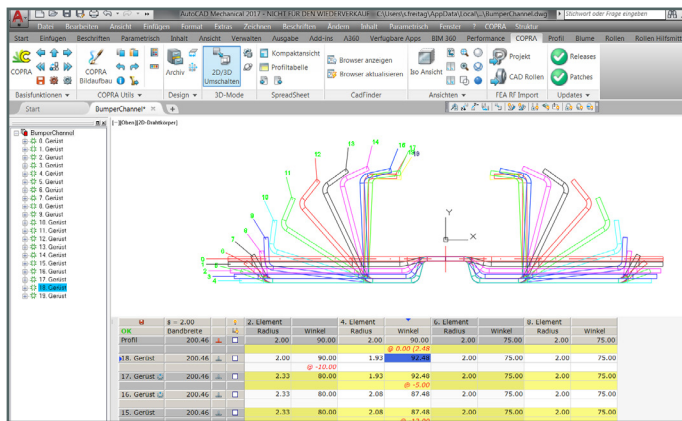 AutoCAD Mechanical 2017 - NICHT FÜR DEN WIEDERVERKAUF C:\Users\sfreitag\AppData\Local\...\BumperChannel.dwg Stichwort oder Frage eingeben
Datei Bearbeiten Ansicht Einfügen Format Extras Zeichnen Beschriften Ändern Inhalt Parametrisch Fenster ? COPRA Struktur
Start Einfügen Beschriften Parametrisch Inhalt Ansicht Verwalten Ausgabe Add-ins A360 Verfügbare Apps BIM 360 Performance COPRA Profil Blume Rollen Rollen Hilfsmitt
COPRA
COPRA Bildaufbau
Archiv
2D/3D Umschalten
Kompaktansicht
Profiltabelle
Browser anzeigen
Browser aktualisieren
Iso Ansicht
Projekt
CAD Rollen
Releases
Patches
Basisfunktionen COPRA Utils Design 3D-Mode SpreadSheet CadFinder Ansichten FEA RF Import Updates
Start BumperChannel*
[-][Oben][2D-Drahtkörper]
BumperChannel
0. Gerüst
1. Gerüst
2. Gerüst
3. Gerüst
4. Gerüst
5. Gerüst
6. Gerüst
7. Gerüst
8. Gerüst
9. Gerüst
10. Gerüst
11. Gerüst
12. Gerüst
13. Gerüst
14. Gerüst
15. Gerüst
16. Gerüst
17. Gerüst
18. Gerüst
19. Gerüst
13
14
16
12
17
19
11
10
9
8
7
6
Y
X
0
1
2
3
4
s = 2.00 2. Element 4. Element 6. Element 8. Element
OK Bandbreite Radius Winkel Radius Winkel Radius Winkel Radius Winkel
Profil 200.46 2.00 90.00 2.00 90.00 2.00 75.00 2.00 75.00
@ 0.00 (7.48
18. Gerüst 200.46 2.00 90.00 1.93 92.48 2.00 75.00 2.00 75.00
@ -10.00
17. Gerüst 200.46 2.33 80.00 1.93 92.48 2.00 75.00 2.00 75.00
@ -5.00
16. Gerüst 200.46 2.33 80.00 2.08 87.48 2.00 75.00 2.00 75.00
15. Gerüst 200.46 2.33 80.00 2.08 87.48 2.00 75.00 2.00 75.00